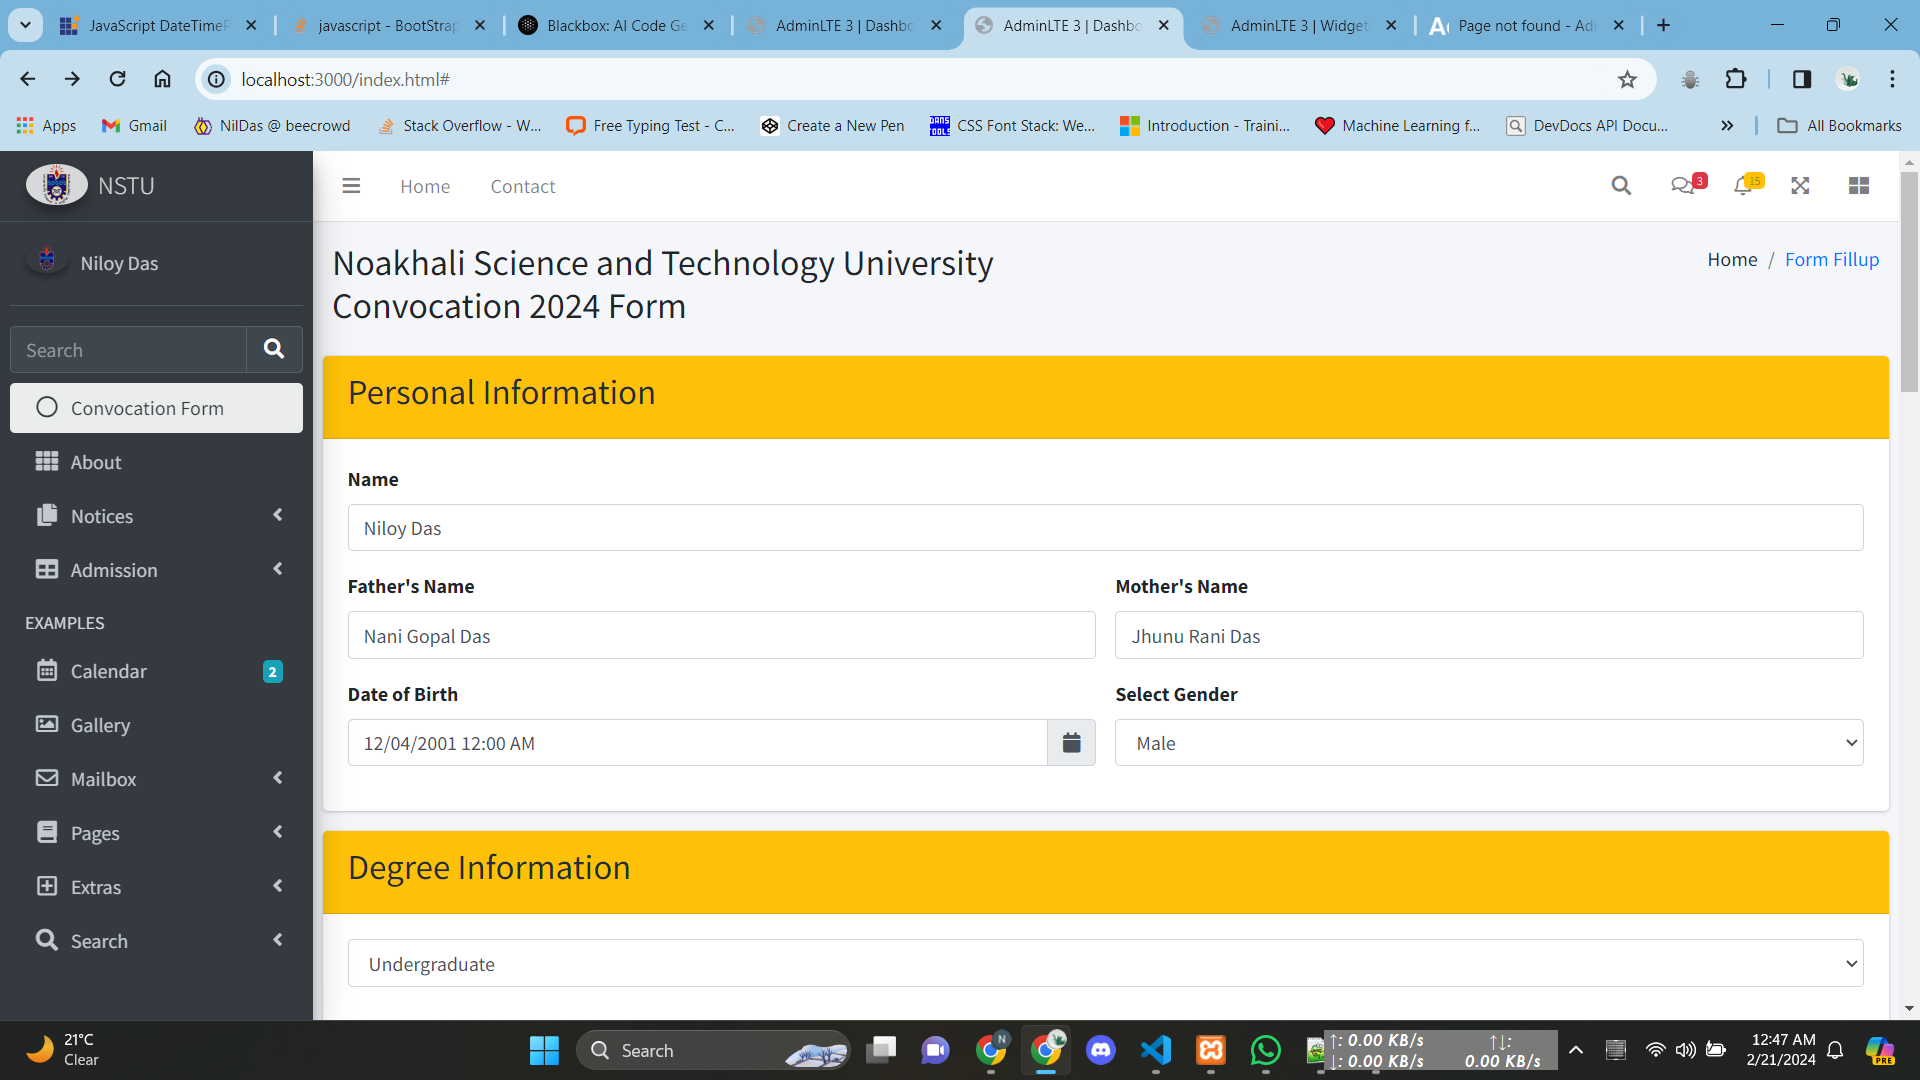 JavaScript DateTimeP
javascript - BootStrap
Blackbox: AI Code Ge
AdminLTE 3 | Dashbo
AdminLTE 3 | Dashbo
AdminLTE 3 | Widget
Page not found - Adm
localhost:3000/index.html#
Apps
Gmail
NilDas @ beecrowd
Stack Overflow - W...
Free Typing Test - C...
Create a New Pen
CSS Font Stack: We...
Introduction - Traini...
Machine Learning f...
DevDocs API Docu...
All Bookmarks
NSTU
Home
Contact
3
15
Niloy Das
Noakhali Science and Technology University
Convocation 2024 Form
Home / Form Fillup
Search
Convocation Form
About
Notices
Admission
EXAMPLES
Calendar
2
Gallery
Mailbox
Pages
Extras
Search
Personal Information
Name
Niloy Das
Father's Name
Mother's Name
Nani Gopal Das
Jhunu Rani Das
Date of Birth
Select Gender
12/04/2001 12:00 AM
Male
Degree Information
Undergraduate
21°C
Clear
Search
N
↑: 0.00 KB/s
↓: 0.00 KB/s
↑↓:
0.00 KB/s
12:47 AM
2/21/2024
PRE